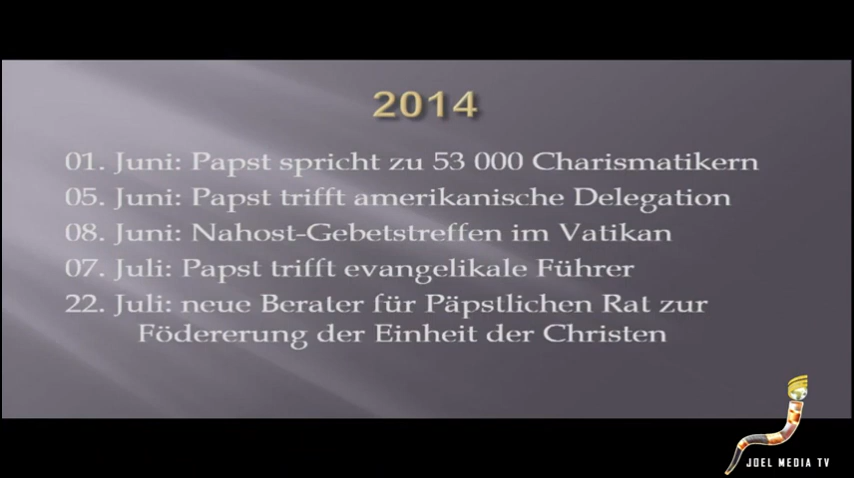 2014
01. Juni: Papst spricht zu 53 000 Charismatikern
05. Juni: Papst trifft amerikanische Delegation
08. Juni: Nahost-Gebetstreffen im Vatikan
07. Juli: Papst trifft evangelikale Führer
22. Juli: neue Berater für Päpstlichen Rat zur
Födererung der Einheit der Christen
JOEL MEDIA TV